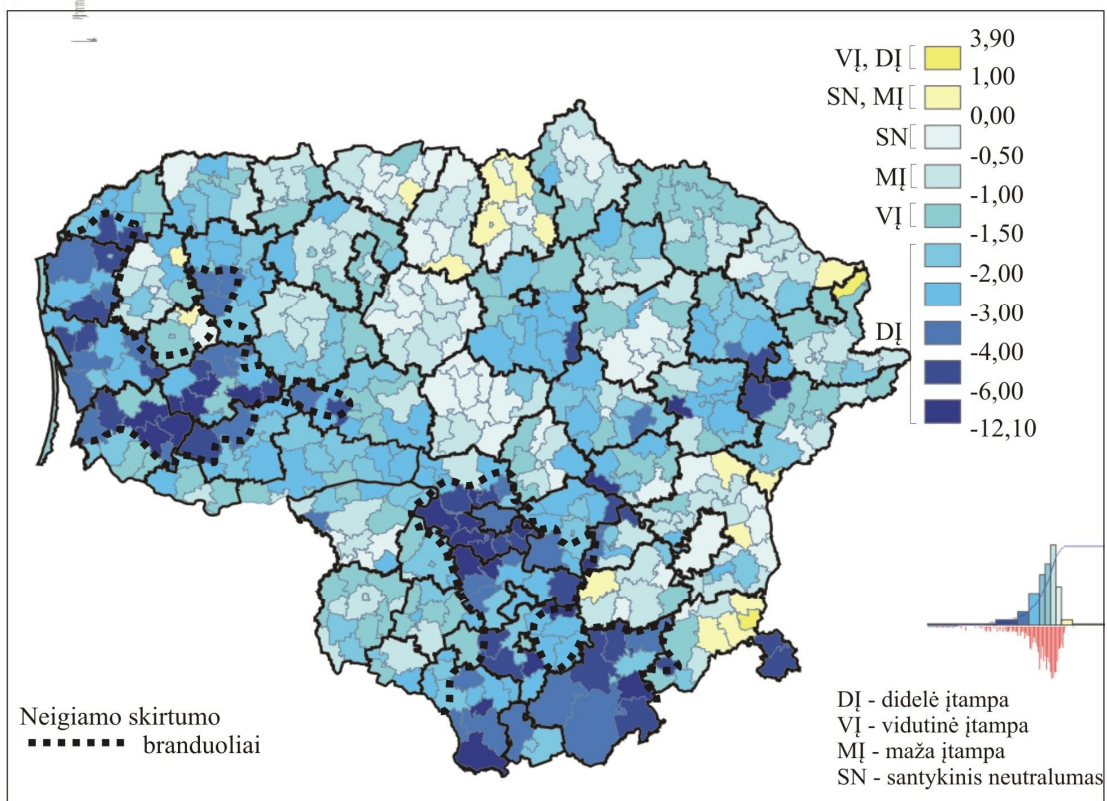 3,90
VĮ, DĮ
1,00
SN, MĮ
0,00
SN
-0,50
MĮ
-1,00
VĮ
-1,50
-2,00
-3,00
DĮ
-4,00
-6,00
-12,10
Neigiamo skirtumo
branduoliai
DĮ - didelė įtampa
VĮ - vidutinė įtampa
MĮ - maža įtampa
SN - santykinis neutralumas